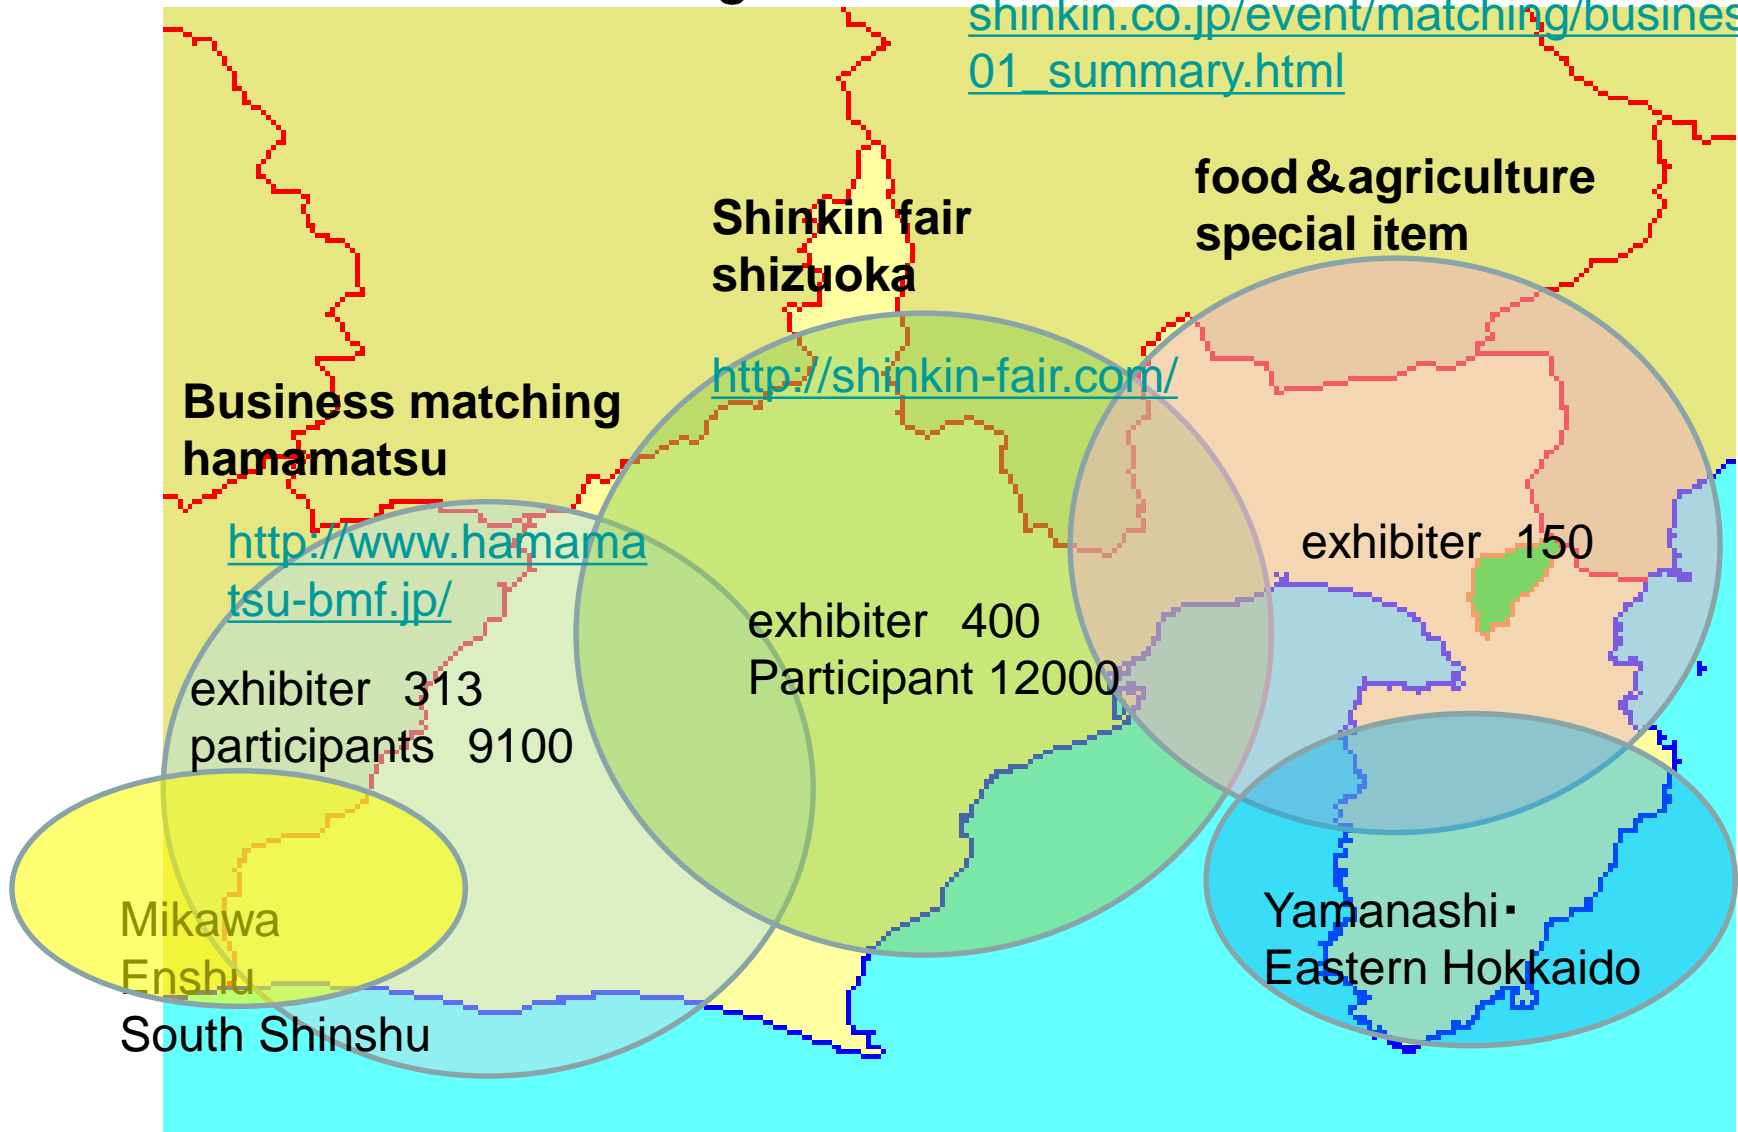 shinkin.co.jp/event/matching/busines
01_summary.html
food＆agriculture
special item
Shinkin fair
shizuoka
http://shinkin-fair.com/
Business matching
hamamatsu
http://www.hamama
tsu-bmf.jp/
exhibiter 150
exhibiter 400
Participant 12000
exhibiter 313
participants 9100
Mikawa
Enshu
South Shinshu
Yamanashi・
Eastern Hokkaido